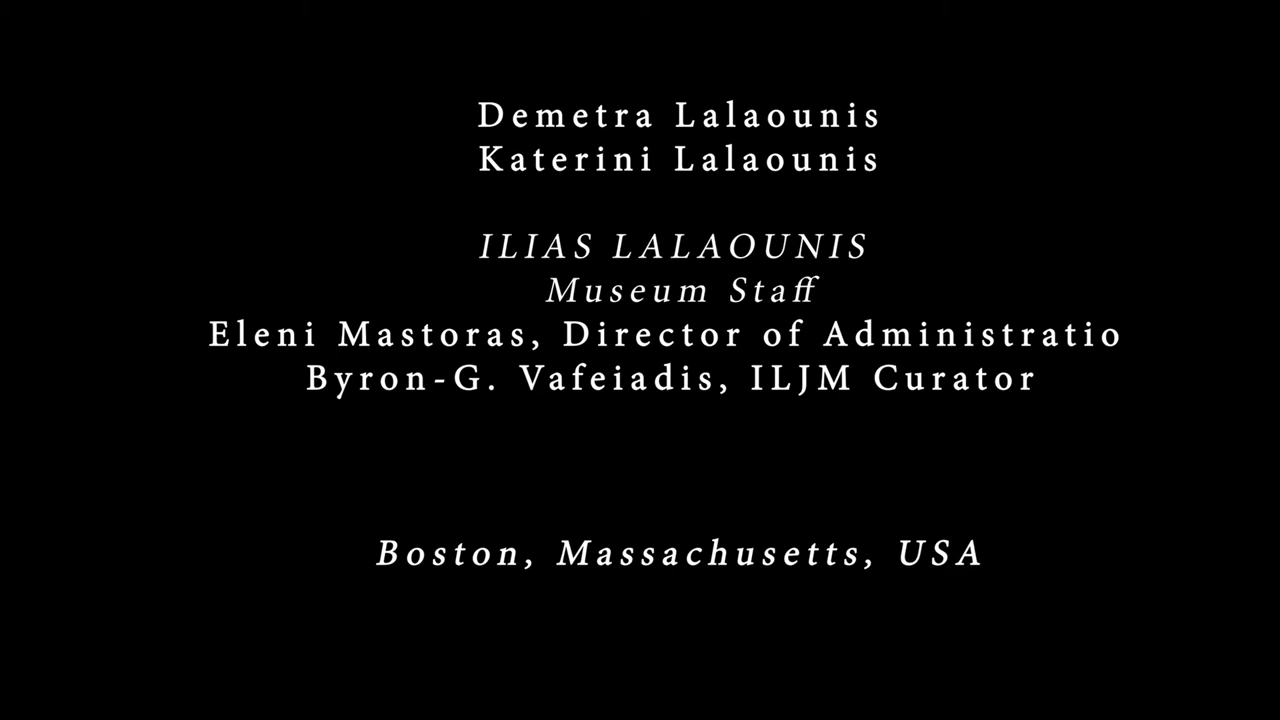 Demetra Lalaounis
Katerini Lalaounis
ILIAS LALAOUNIS
Museum Staff
Eleni Mastoras, Director of Administratio
Byron-G. Vafeiadis, ILJM Curator
Boston, Massachusetts, USA